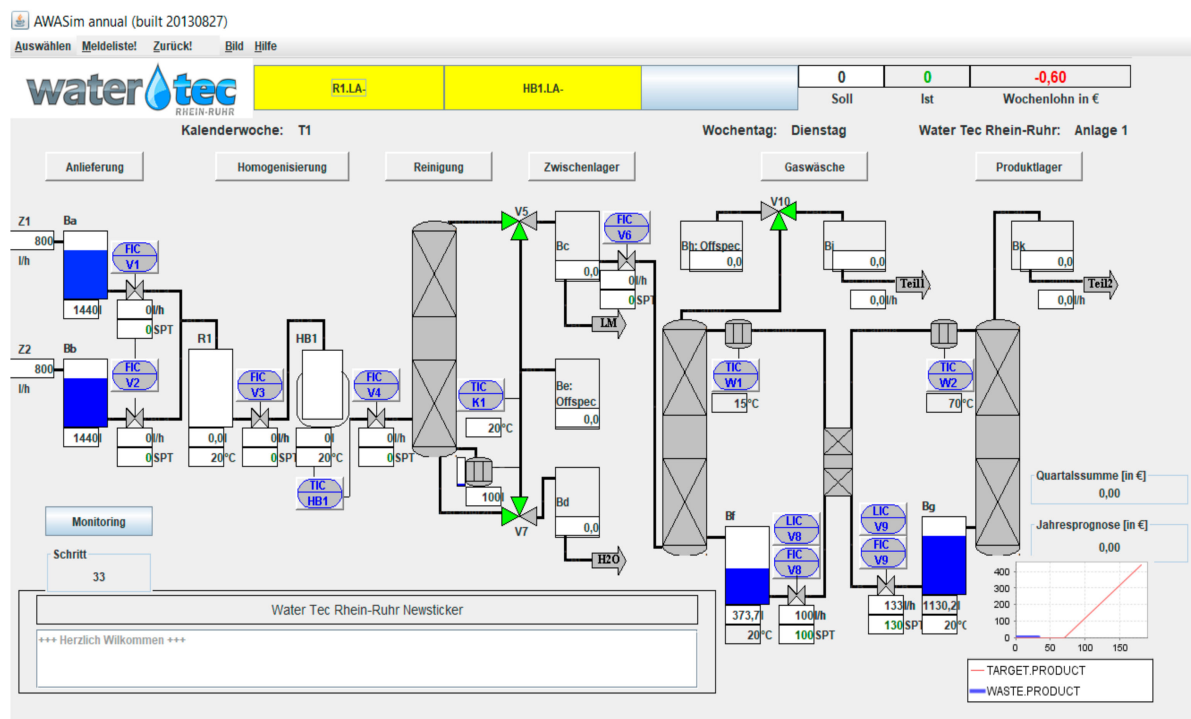 AWASim annual (built 20130827)
Auswählen Meldeliste! Zurück! Bild Hilfe
water tec
RHEIN-RUHR
R1.LA-
HB1.LA-
0 0 -0,60
Soll Ist Wochenlohn in €
Kalenderwoche: T1
Wochentag: Dienstag
Water Tec Rhein-Ruhr: Anlage 1
Anlieferung
Homogenisierung
Reinigung
Zwischenlager
Gaswäsche
Produktlager
Z1
800
l/h
Ba
1440l
FIC
V1
0l/h
0SPT
Z2
800
l/h
Bb
1440l
FIC
V2
0l/h
0SPT
R1
0,0l
20°C
FIC
V3
0l/h
0SPT
HB1
0l
20°C
TIC
HB1
FIC
V4
0l/h
0SPT
TIC
K1
20°C
100l
V5
V7
Bc
0,0
LM
Be:
Offspec
0,0
Bd
0,0
H2O
FIC
V6
0l/h
0SPT
Bh: Offspec
0,0
V10
Bi
0,0
Teil1
0,0l/h
Bk
0,0
Teil2
0,0l/h
TIC
W1
15°C
TIC
W2
70°C
Bf
373,7l
20°C
LIC
V8
FIC
V8
100l/h
100SPT
LIC
V9
FIC
V9
133l/h
130SPT
Bg
1130,2l
20°C
Quartalssumme [in €]
0,00
Jahresprognose [in €]
0,00
400
300
200
100
0
0 50 100 150
TARGET.PRODUCT
WASTE.PRODUCT
Monitoring
Schritt
33
Water Tec Rhein-Ruhr Newsticker
+++ Herzlich Wilkommen +++